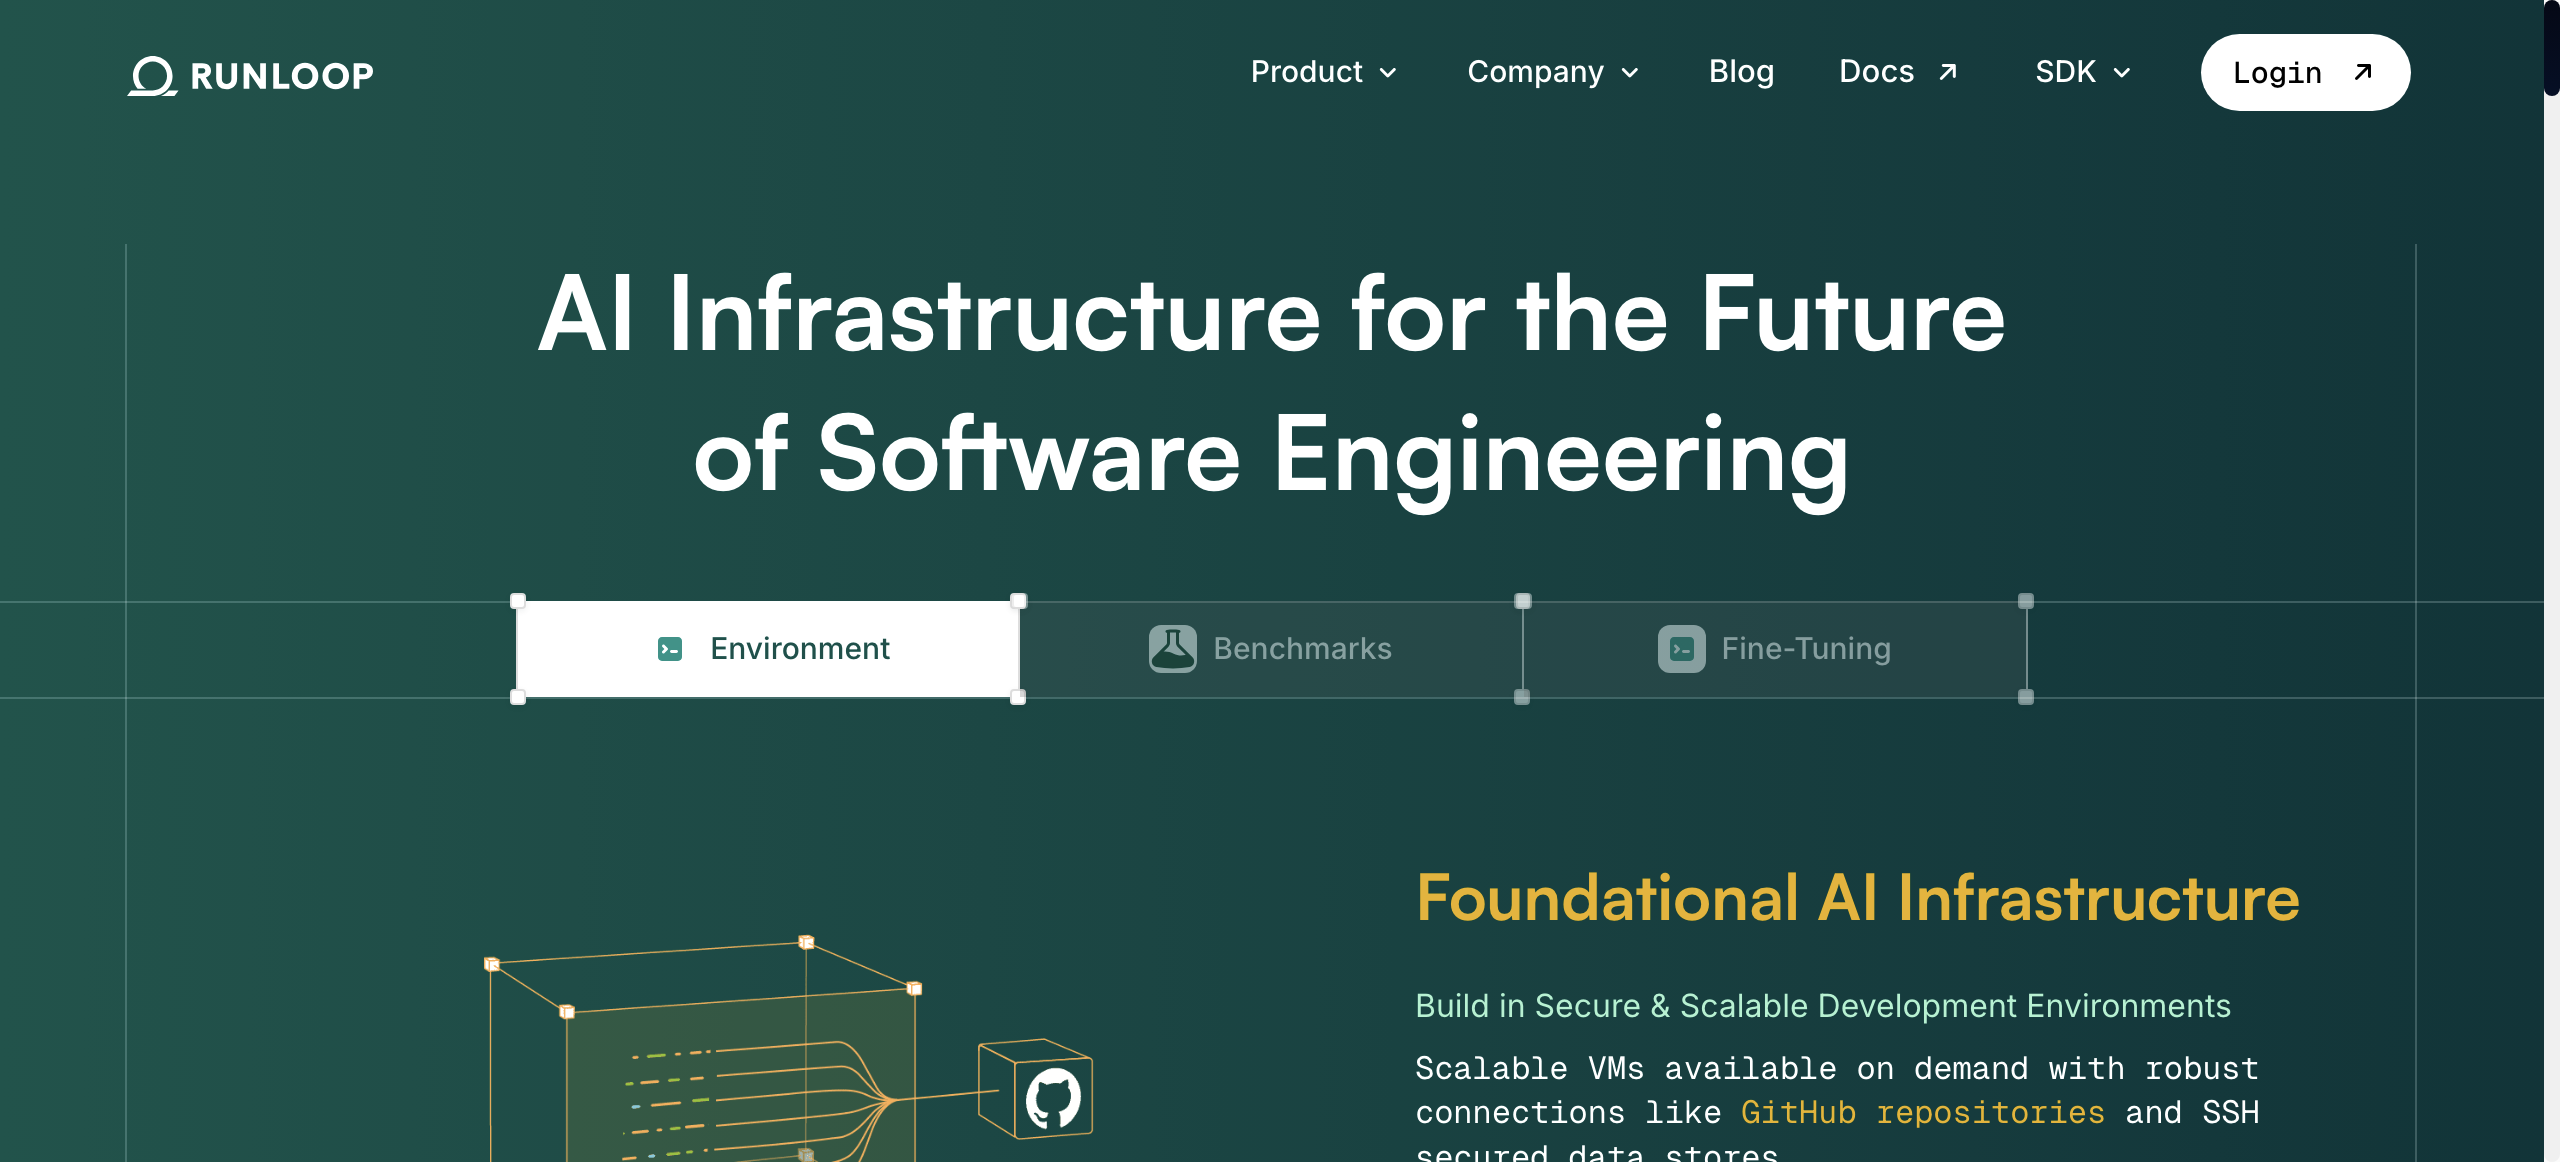 RUNLOOP
Product
Company
Blog
Docs
SDK
Login
AI Infrastructure for the Future
of Software Engineering
Environment
Benchmarks
Fine-Tuning
Foundational AI Infrastructure
Build in Secure & Scalable Development Environments
Scalable VMs available on demand with robust
connections like GitHub repositories and SSH
secured data stores